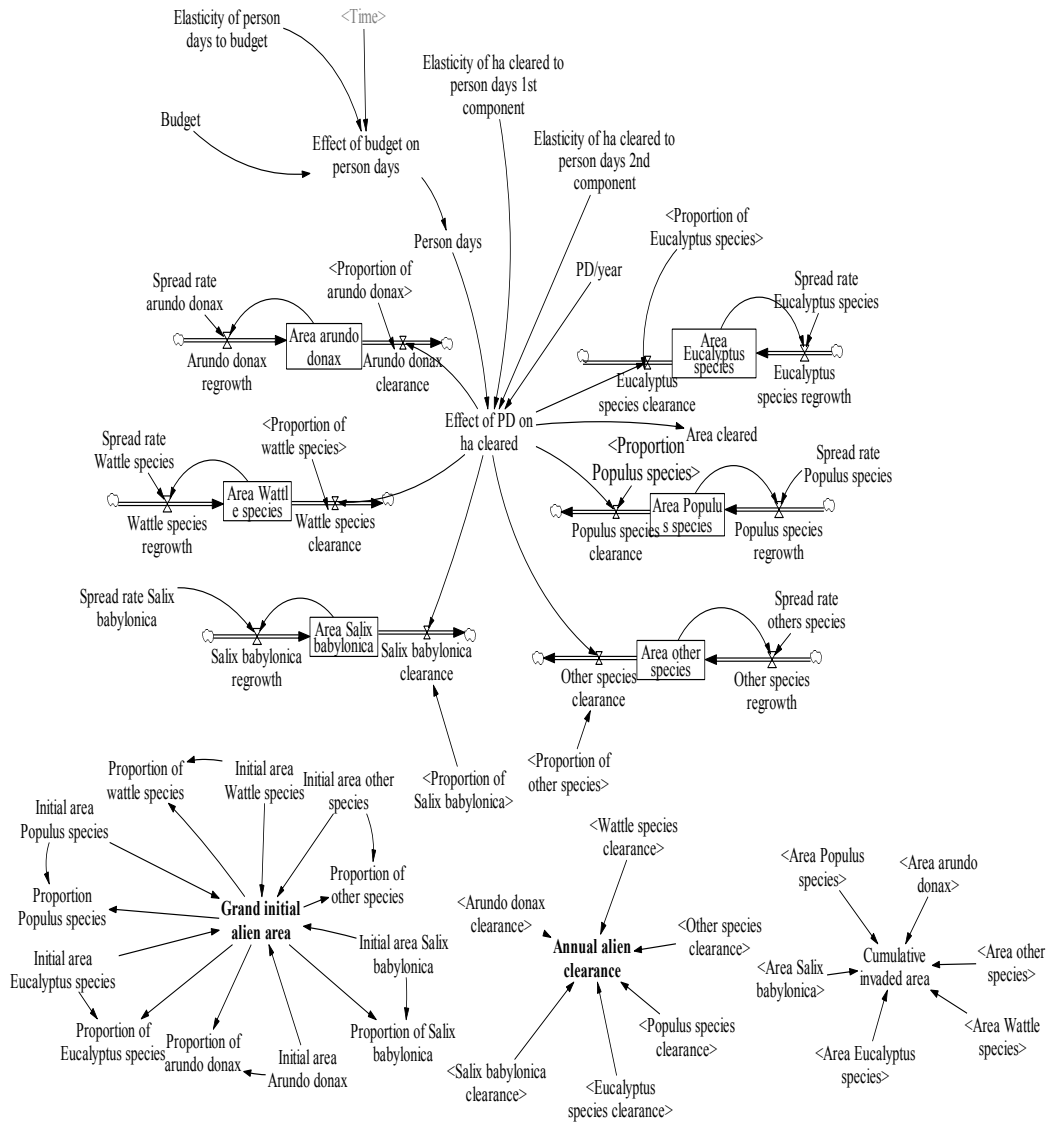 Elasticity of person
days to budget
<Time>
Elasticity of ha cleared to
person days 1st
component
Budget
Effect of budget on
person days
Elasticity of ha cleared to
person days 2nd
component
Person days
<Proportion of
Eucalyptus species>
PD/year
Spread rate
arundo donax
<Proportion of
arundo donax>
Area arundo
donax
Arundo donax
regrowth
Arundo donax
clearance
Spread rate
Eucalyptus species
Area
Eucalyptus
species
Eucalyptus
species clearance
Eucalyptus
species regrowth
Effect of PD on
ha cleared
Area cleared
Spread rate
Wattle species
<Proportion of
wattle species>
Area Wattl
e species
Wattle species
regrowth
Wattle species
clearance
<Proportion
Populus species>
Spread rate
Populus species
Area Populu
s species
Populus species
clearance
Populus species
regrowth
Spread rate Salix
babylonica
Area Salix
babylonica
Salix babylonica
regrowth
Salix babylonica
clearance
Spread rate
others species
Area other
species
Other species
clearance
Other species
regrowth
<Proportion of
Salix babylonica>
<Proportion of
other species>
Proportion of
wattle species
Initial area
Wattle species
Initial area other
species
Initial area
Populus species
Proportion of
other species
Proportion
Populus species
Grand initial
alien area
Initial area Salix
babylonica
Initial area
Eucalyptus species
Proportion of
Eucalyptus species
Proportion of
arundo donax
Initial area
Arundo donax
Proportion of Salix
babylonica
<Wattle species
clearance>
<Arundo donax
clearance>
Annual alien
clearance
<Other species
clearance>
<Populus species
clearance>
<Salix babylonica
clearance>
<Eucalyptus
species clearance>
<Area Populus
species>
<Area arundo
donax>
Cumulative
invaded area
<Area other
species>
<Area Salix
babylonica>
<Area Wattle
species>
<Area Eucalyptus
species>